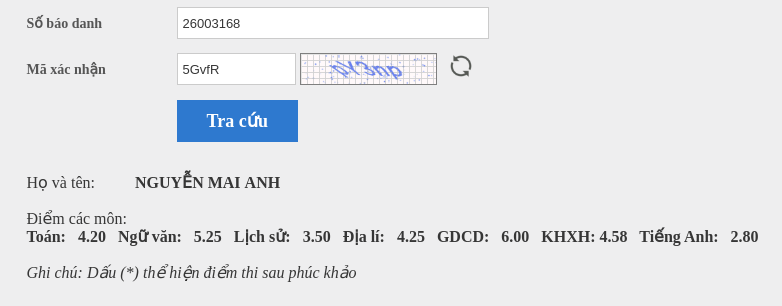 Số báo danh 26003168
Mã xác nhận 5GvfR
Tra cứu
Họ và tên: NGUYỄN MAI ANH
Điểm các môn:
Toán: 4.20 Ngữ văn: 5.25 Lịch sử: 3.50 Địa lí: 4.25 GDCD: 6.00 KHXH: 4.58 Tiếng Anh: 2.80
Ghi chú: Dấu (*) thể hiện điểm thi sau phúc khảo